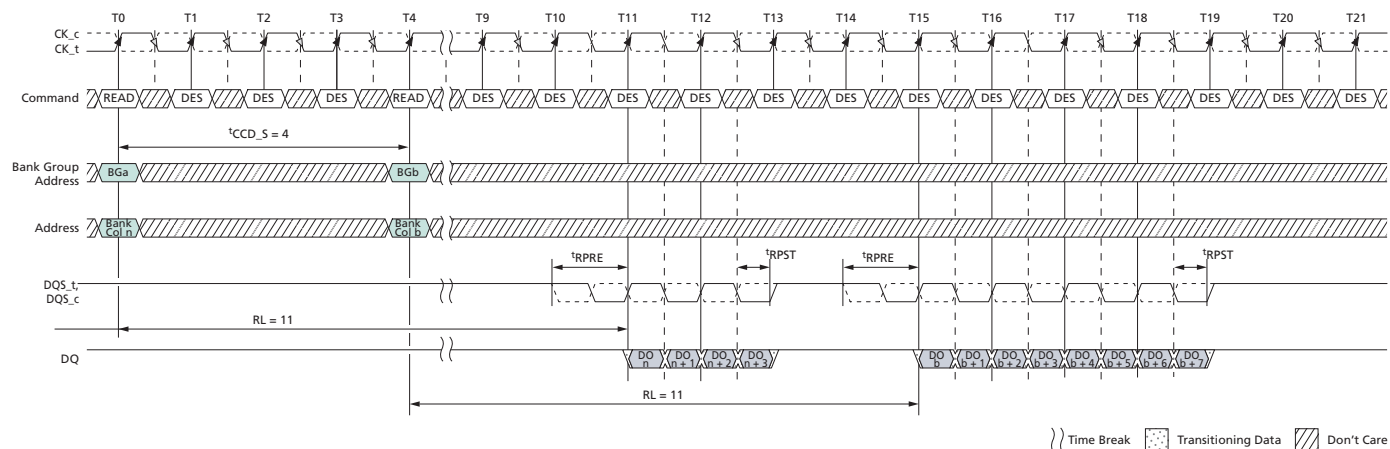 T0 T1 T2 T3 T4 T9 T10 T11 T12 T13 T14 T15 T16 T17 T18 T19 T20 T21
CK_c
CK_t
Command READ DES DES DES READ DES DES DES DES DES DES DES DES DES DES DES DES DES
tCCD_S = 4
Bank Group
Address
BGa BGb
Address
Bank
Col n
Bank
Col b
tRPRE tRPST tRPRE tRPST
DQS_t,
DQS_c
RL = 11
DQ
DO
n
DO
n + 1
DO
n + 2
DO
n + 3
DO
b
DO
b + 1
DO
b + 2
DO
b + 3
DO
b + 4
DO
b + 5
DO
b + 6
DO
b + 7
RL = 11
Time Break Transitioning Data Don't Care